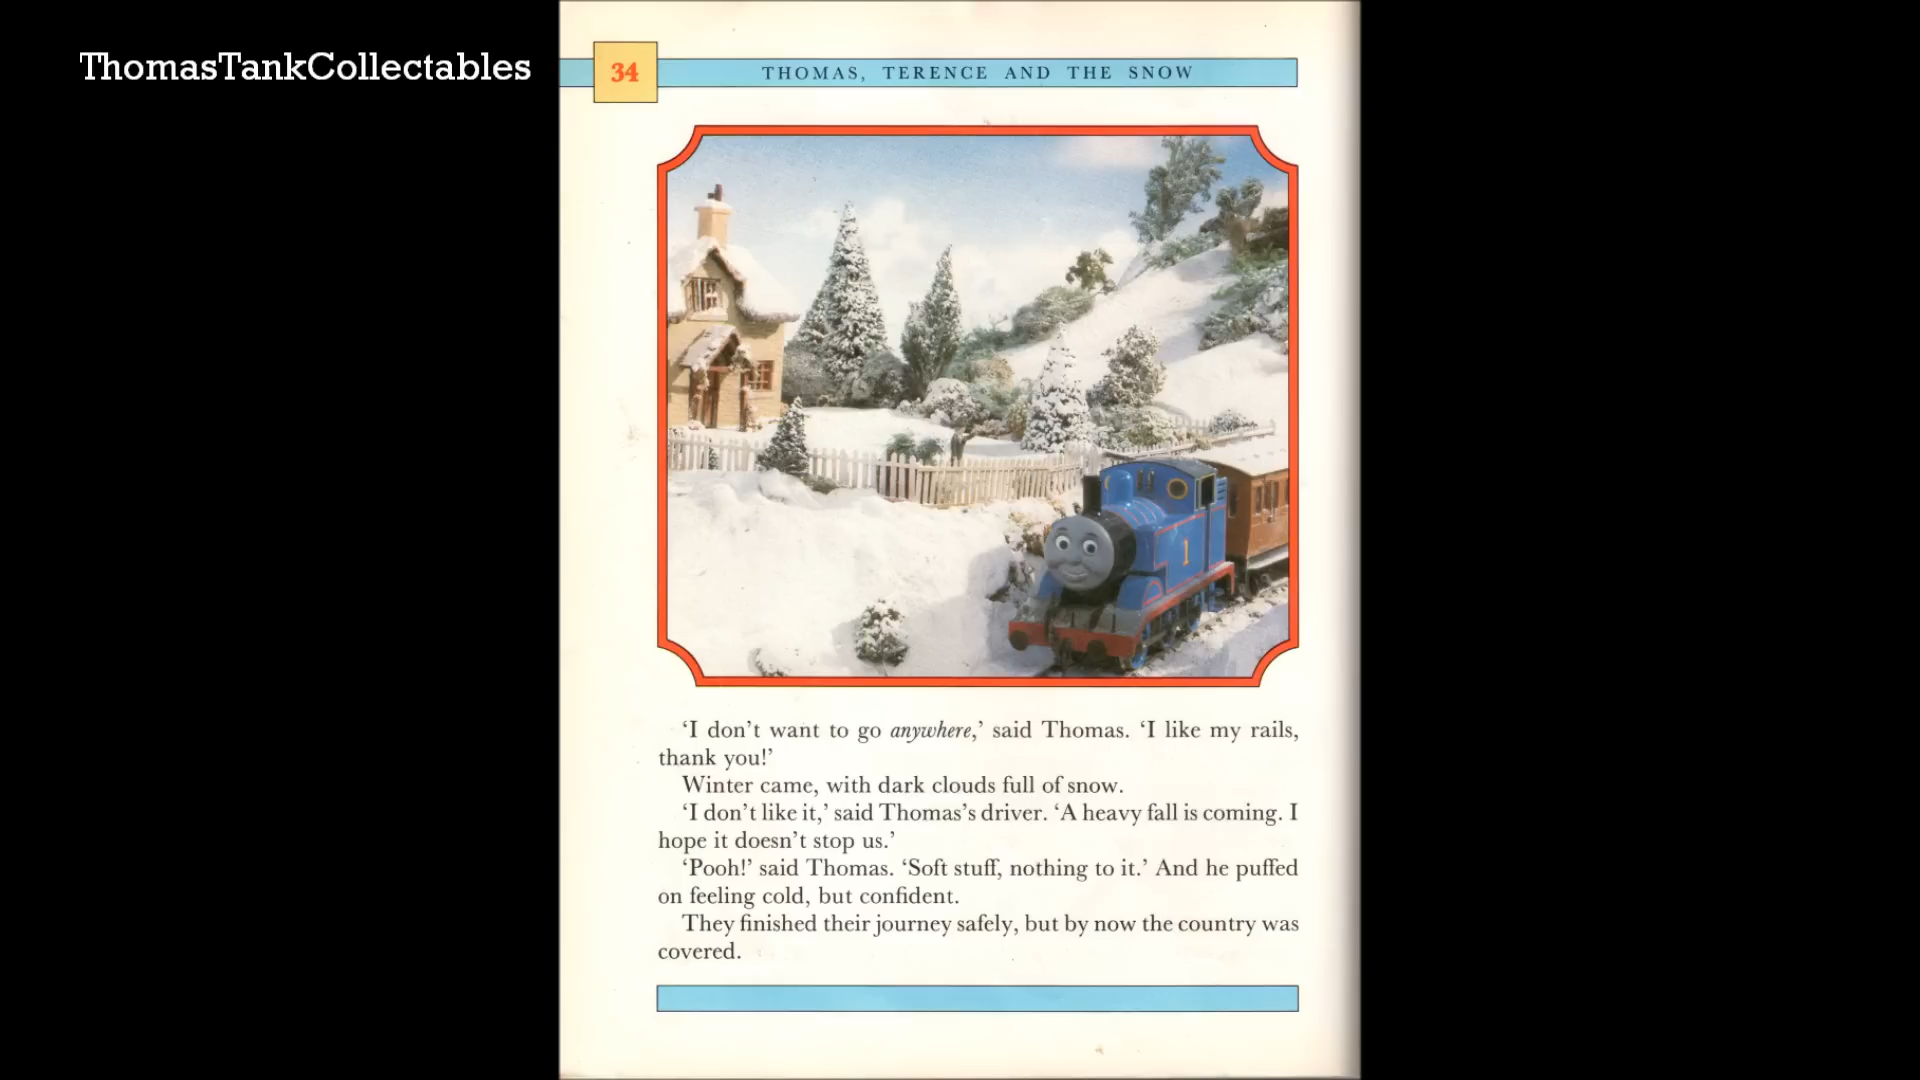 ThomasTankCollectables
34
THOMAS, TERENCE AND THE SNOW
1
‘I don’t want to go anywhere,’ said Thomas. ‘I like my rails,
thank you!’
Winter came, with dark clouds full of snow.
‘I don’t like it,’ said Thomas’s driver. ‘A heavy fall is coming. I
hope it doesn’t stop us.’
‘Pooh!’ said Thomas. ‘Soft stuff, nothing to it.’ And he puffed
on feeling cold, but confident.
They finished their journey safely, but by now the country was
covered.